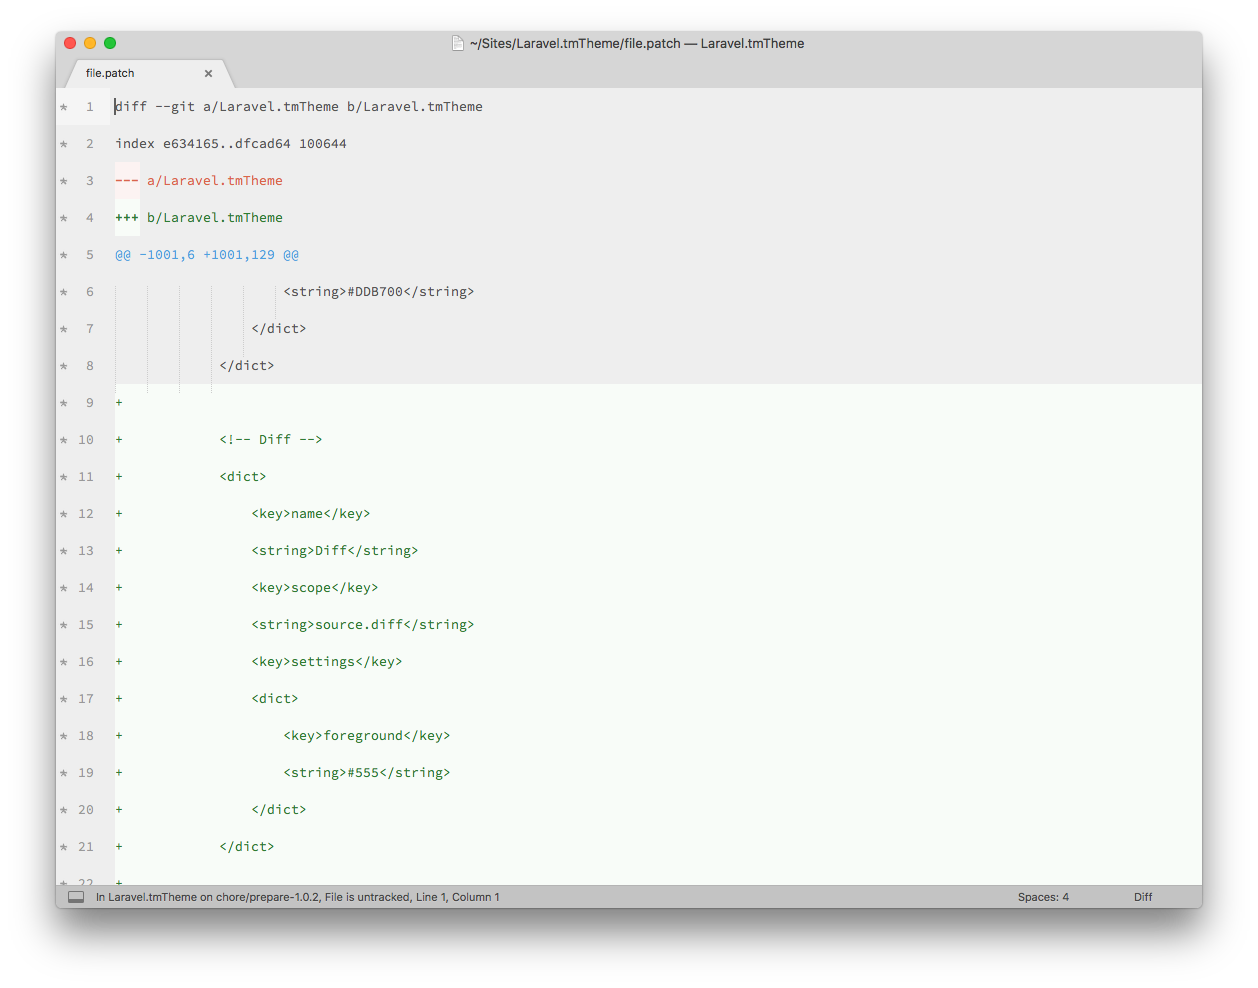 ~/Sites/Laravel.tmTheme/file.patch — Laravel.tmTheme
file.patch ×
* 1 diff --git a/Laravel.tmTheme b/Laravel.tmTheme
* 2 index e634165..dfcad64 100644
* 3 --- a/Laravel.tmTheme
* 4 +++ b/Laravel.tmTheme
* 5 @@ -1001,6 +1001,129 @@
* 6 <string>#DDB700</string>
* 7 </dict>
* 8 </dict>
* 9 +
* 10 + <!-- Diff -->
* 11 + <dict>
* 12 + <key>name</key>
* 13 + <string>Diff</string>
* 14 + <key>scope</key>
* 15 + <string>source.diff</string>
* 16 + <key>settings</key>
* 17 + <dict>
* 18 + <key>foreground</key>
* 19 + <string>#555</string>
* 20 + </dict>
* 21 + </dict>
* 22 +
In Laravel.tmTheme on chore/prepare-1.0.2, File is untracked, Line 1, Column 1 Spaces: 4 Diff